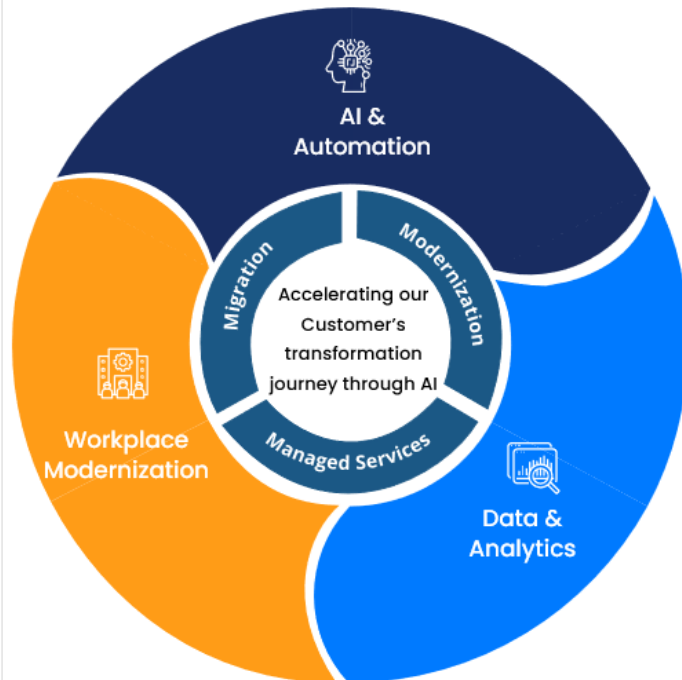 AI &
Automation
Migration
Modernization
Accelerating our
Customer's
transformation
journey through AI
Managed Services
Workplace
Modernization
Data &
Analytics